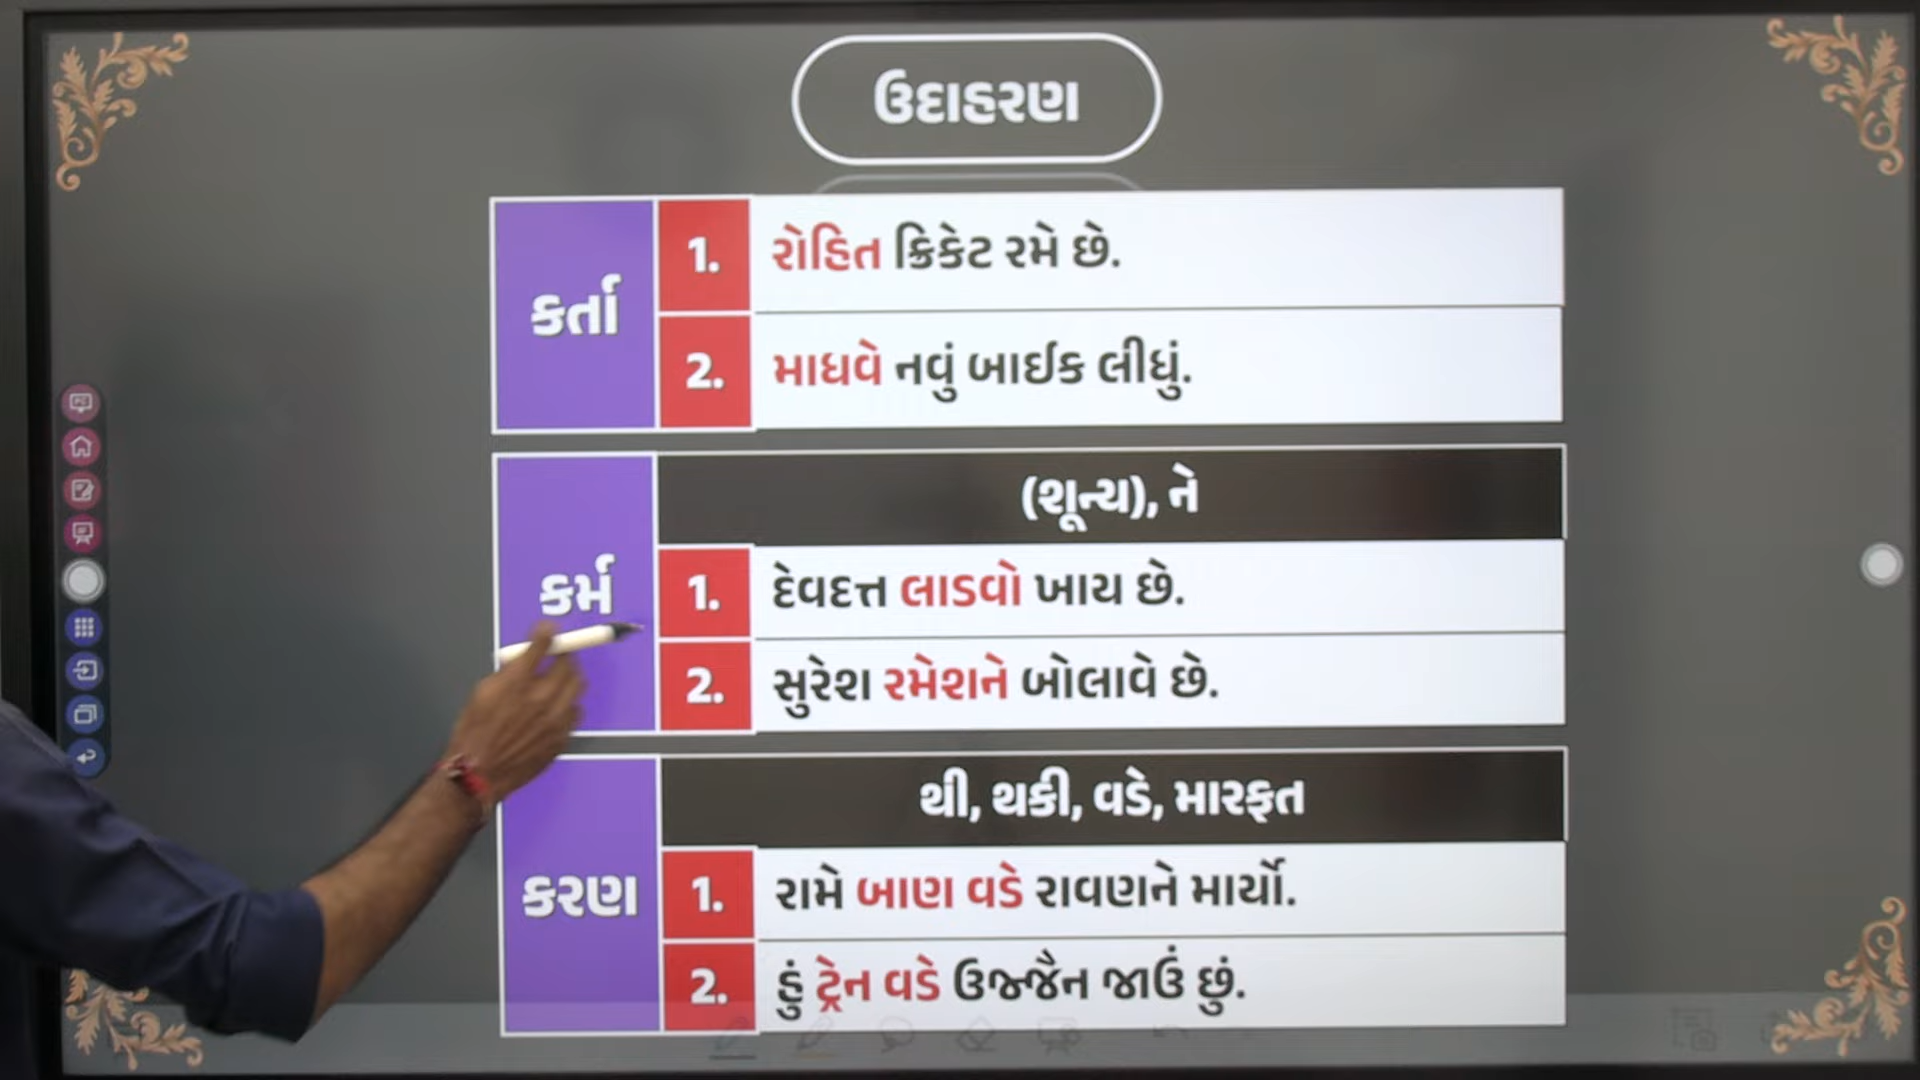 ઉદાહરણ
કર્તા
1. રોહિત ક્રિકેટ રમે છે.
2. માધવે નવું બાઈક લીધું.
કર્મ
(શૂન્ય), ને
1. દેવદત્ત લાડવો ખાય છે.
2. સુરેશ રમેશને બોલાવે છે.
કરણ
થી, થકી, વડે, મારફત
1. રામે બાણ વડે રાવણને માર્યો.
2. હું ટ્રેન વડે ઉજ્જૈન જાઉં છું.